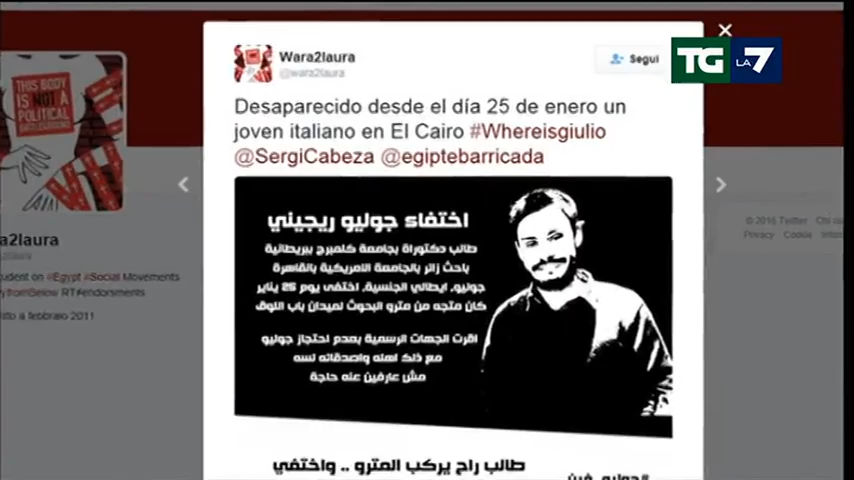 TG LA7
Wara2laura
@wara2laura
Segui
Desaparecido desde el día 25 de enero un
joven italiano en El Cairo #Whereisgiulio
@SergiCabeza @egiptebarricada
اختفاء جوليو ريجيني
طالب دكتوراة بجامعة كامبرج ببريطانية
باحث زائر بالجامعة الامريكية بالقاهرة
جوليو، ايطالي الجنسية، اختفى يوم 25 يناير
كان متجه من مترو البحوث لميدان باب اللوق
اقرت الجهات الرسمية بعدم احتجاز جوليو
مع ذلك اهله واصدقائه لسه
مش عارفين عنه حاجة
طالب راح يركب المترو .. واختفي
THIS BODY
IS NOT A
POLITICAL
a2laura
udent on #Egypt #Social Movements
yfromBelow RT≠endorsments
itto a febbraio 2011
© 2016 Twitter
Privacy Cookie